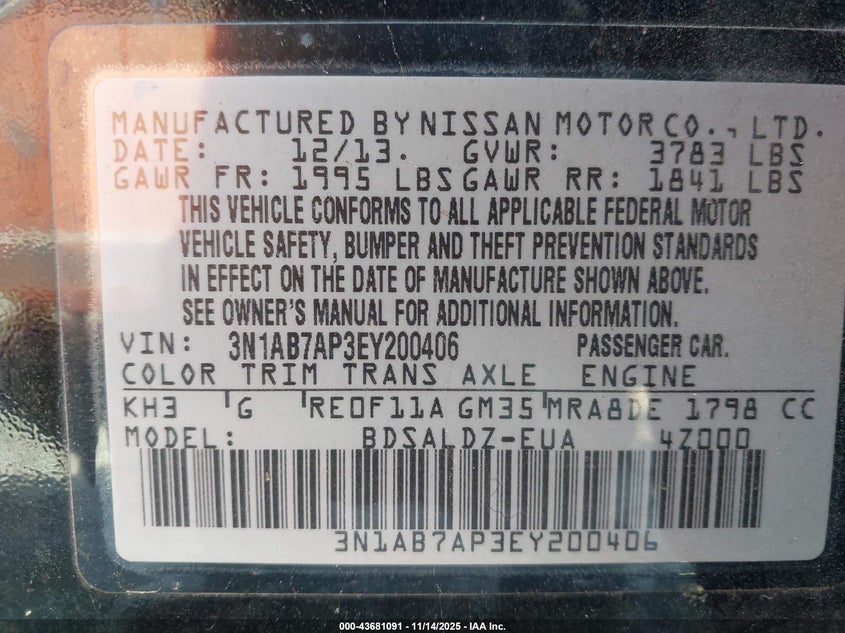 MANUFACTURED BY NISSAN MOTOR CO., LTD.
DATE: 12/13. GVWR: 3783 LBS
GAWR FR: 1995 LBS GAWR RR: 1841 LBS
THIS VEHICLE CONFORMS TO ALL APPLICABLE FEDERAL MOTOR
VEHICLE SAFETY, BUMPER AND THEFT PREVENTION STANDARDS
IN EFFECT ON THE DATE OF MANUFACTURE SHOWN ABOVE.
SEE OWNER'S MANUAL FOR ADDITIONAL INFORMATION.
VIN: 3N1AB7AP3EY200406 PASSENGER CAR.
COLOR TRIM TRANS AXLE ENGINE
KH3 G RE0F11A GM35 MRA8DE 1798 CC
MODEL: BDSALDZ-EUA 4Z000
3N1AB7AP3EY200406
000-43681091 - 11/14/2025 - IAA Inc.